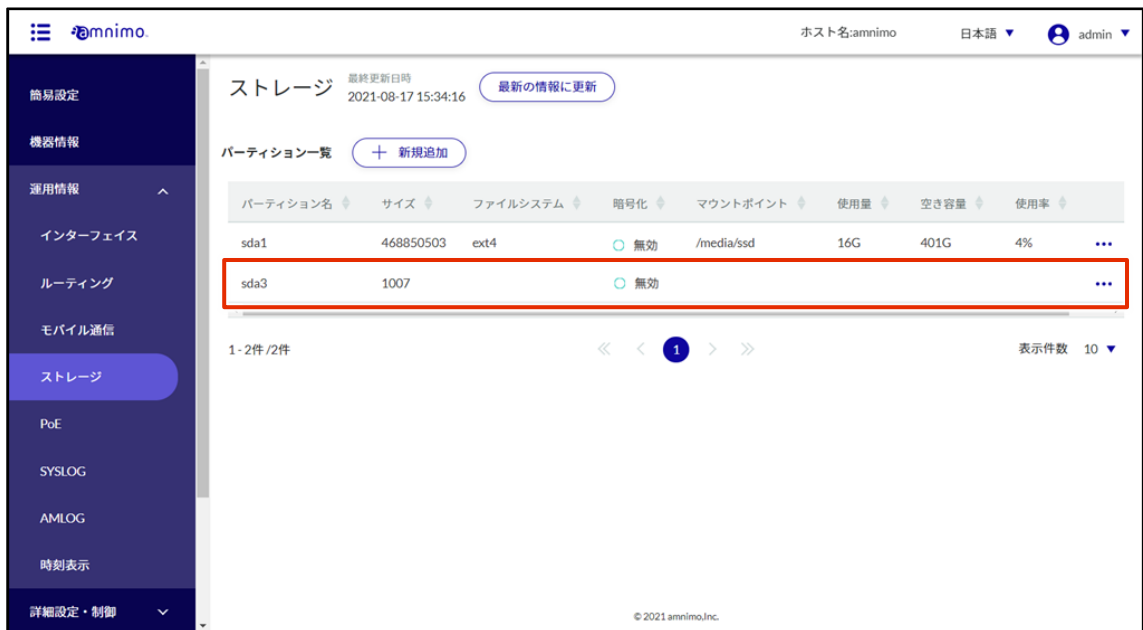 amnimo.
ホスト名:amnimo
日本語
admin
簡易設定
機器情報
運用情報
インターフェイス
ルーティング
モバイル通信
ストレージ
PoE
SYSLOG
AMLOG
時刻表示
詳細設定・制御
ストレージ
最終更新日時
2021-08-17 15:34:16
最新の情報に更新
パーティション一覧
新規追加
パーティション名 サイズ ファイルシステム 暗号化 マウントポイント 使用量 空き容量 使用率
sda1 468850503 ext4 無効 /media/ssd 16G 401G 4%
sda3 1007 無効
1 - 2件 /2件
1
表示件数 10
© 2021 amnimo,Inc.